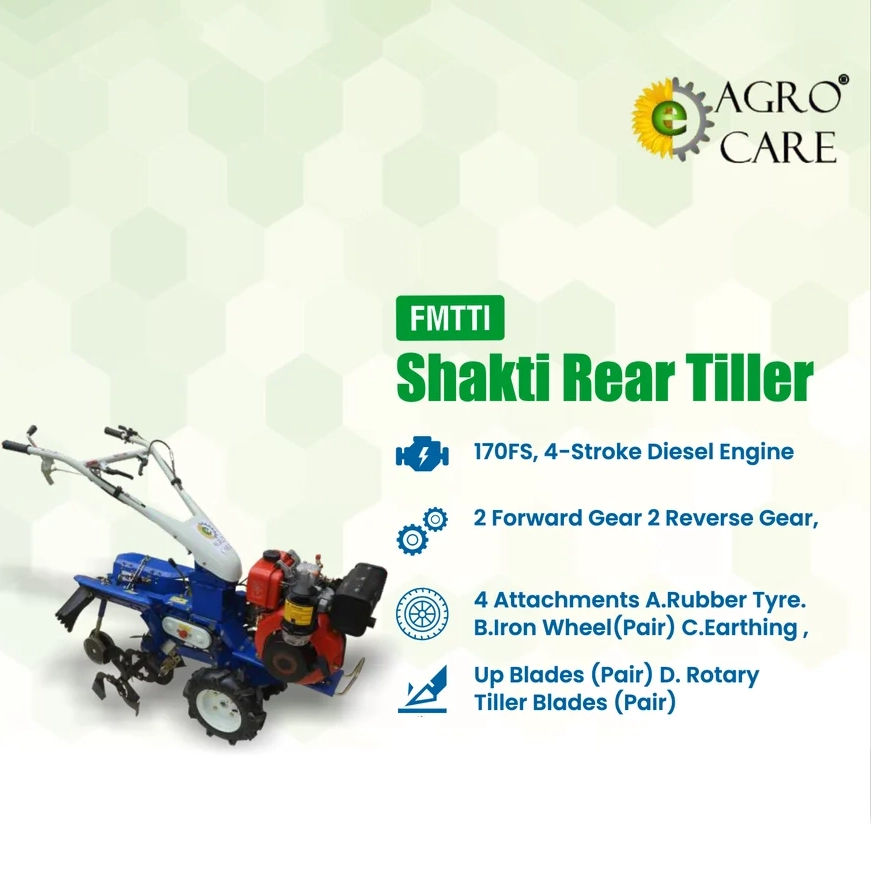 e AGRO
CARE
FMTTI
Shakti Rear Tiller
170FS, 4-Stroke Diesel Engine
2 Forward Gear 2 Reverse Gear,
4 Attachments A.Rubber Tyre.
B.Iron Wheel(Pair) C.Earthing ,
Up Blades (Pair) D. Rotary
Tiller Blades (Pair)